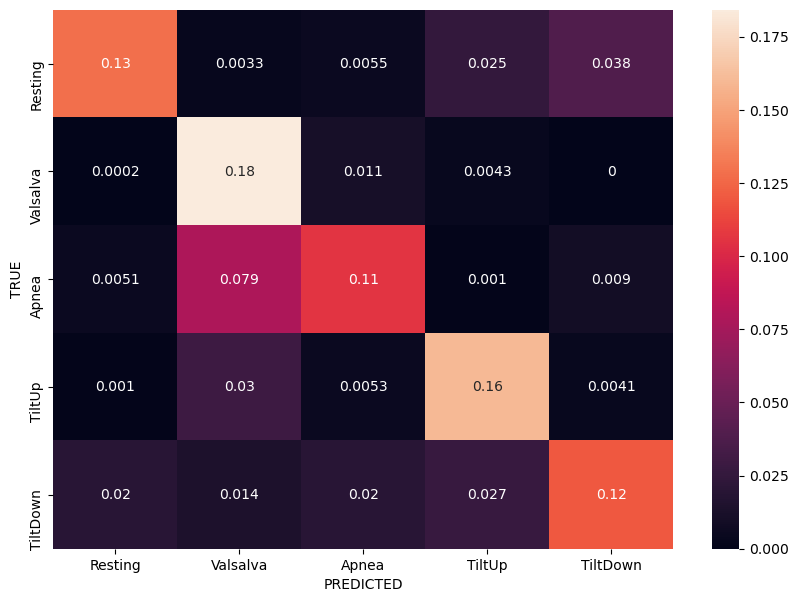 Resting 0.13 0.0033 0.0055 0.025 0.038
Valsalva 0.0002 0.18 0.011 0.0043 0
Apnea 0.0051 0.079 0.11 0.001 0.009
TiltUp 0.001 0.03 0.0053 0.16 0.0041
TiltDown 0.02 0.014 0.02 0.027 0.12
TRUE
Resting Valsalva Apnea TiltUp TiltDown
PREDICTED
0.175
0.150
0.125
0.100
0.075
0.050
0.025
0.000